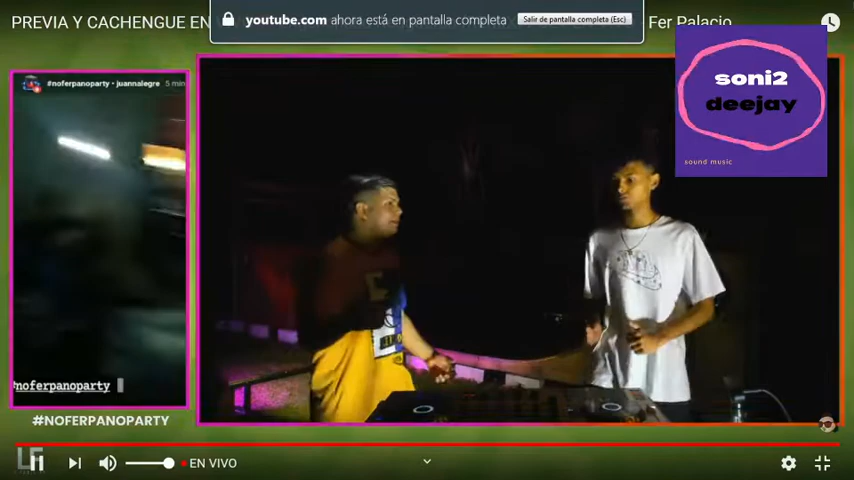 PREVIA Y CACHENGUE EN
youtube.com ahora está en pantalla completa
Salir de pantalla completa (Esc)
Fer Palacio
soni2
deejay
sound music
#noferpanoparty • juannalegre 5 min
#noferpanoparty
#NOFERPANOPARTY
EN VIVO